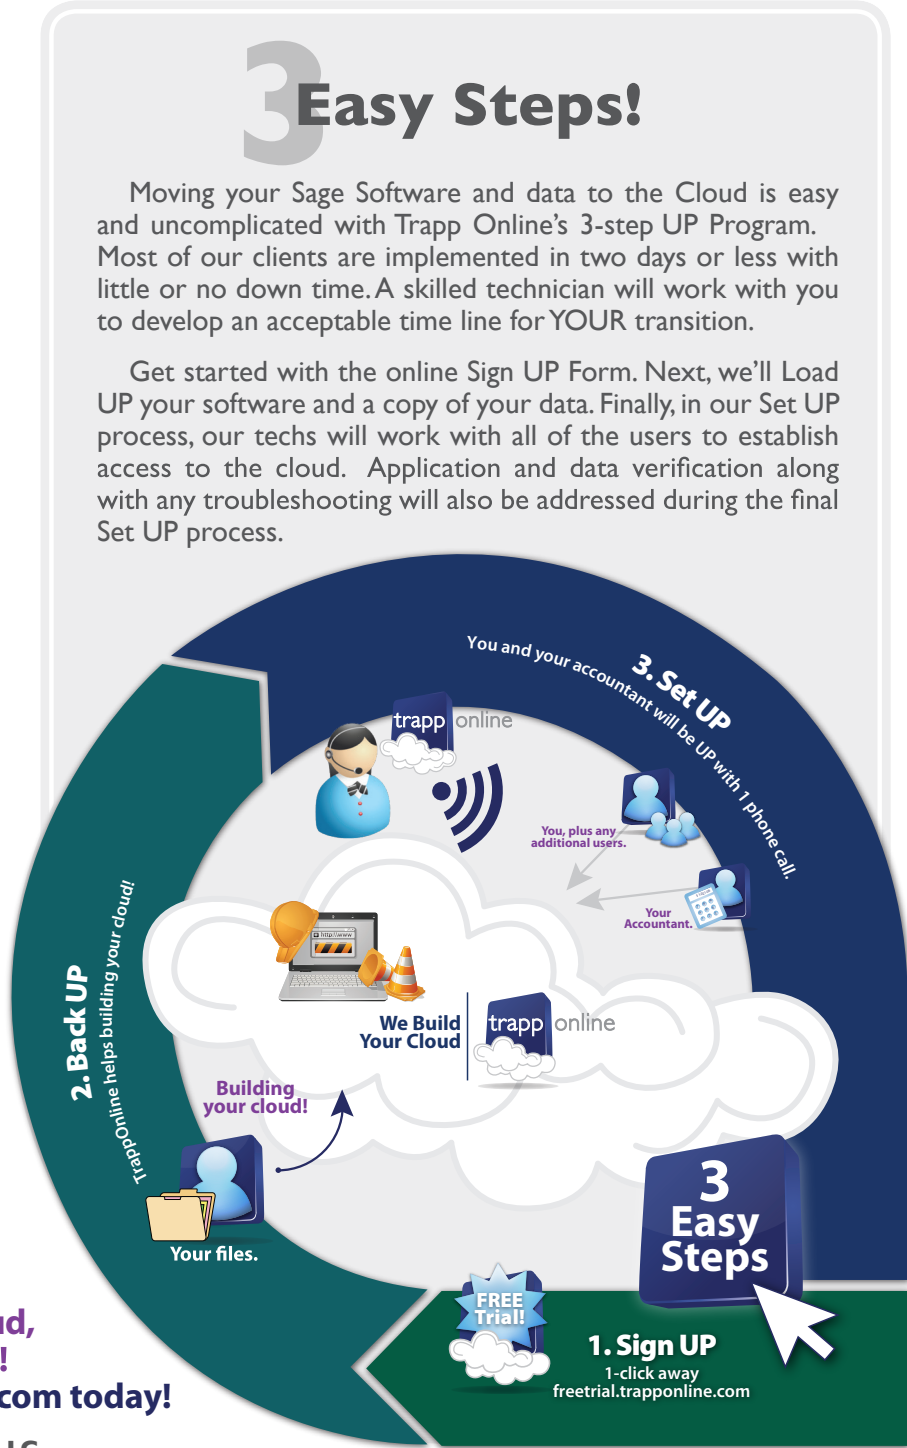 3 Easy Steps!
Moving your Sage Software and data to the Cloud is easy
and uncomplicated with Trapp Online's 3-step UP Program.
Most of our clients are implemented in two days or less with
little or no down time. A skilled technician will work with you
to develop an acceptable time line for YOUR transition.
Get started with the online Sign UP Form. Next, we'll Load
UP your software and a copy of your data. Finally, in our Set UP
process, our techs will work with all of the users to establish
access to the cloud. Application and data verification along
with any troubleshooting will also be addressed during the final
Set UP process.
3. Set UP
You and your accountant will be UP with 1 phone call.
trapp online
You, plus any
additional users.
Your
Accountant.
http://www
2. Back UP
TrappOnline helps building your cloud!
We Build
Your Cloud
trapp online
Building
your cloud!
Your files.
3
Easy
Steps
FREE
Trial!
1. Sign UP
1-click away
freetrial.trapponline.com
!
com today!